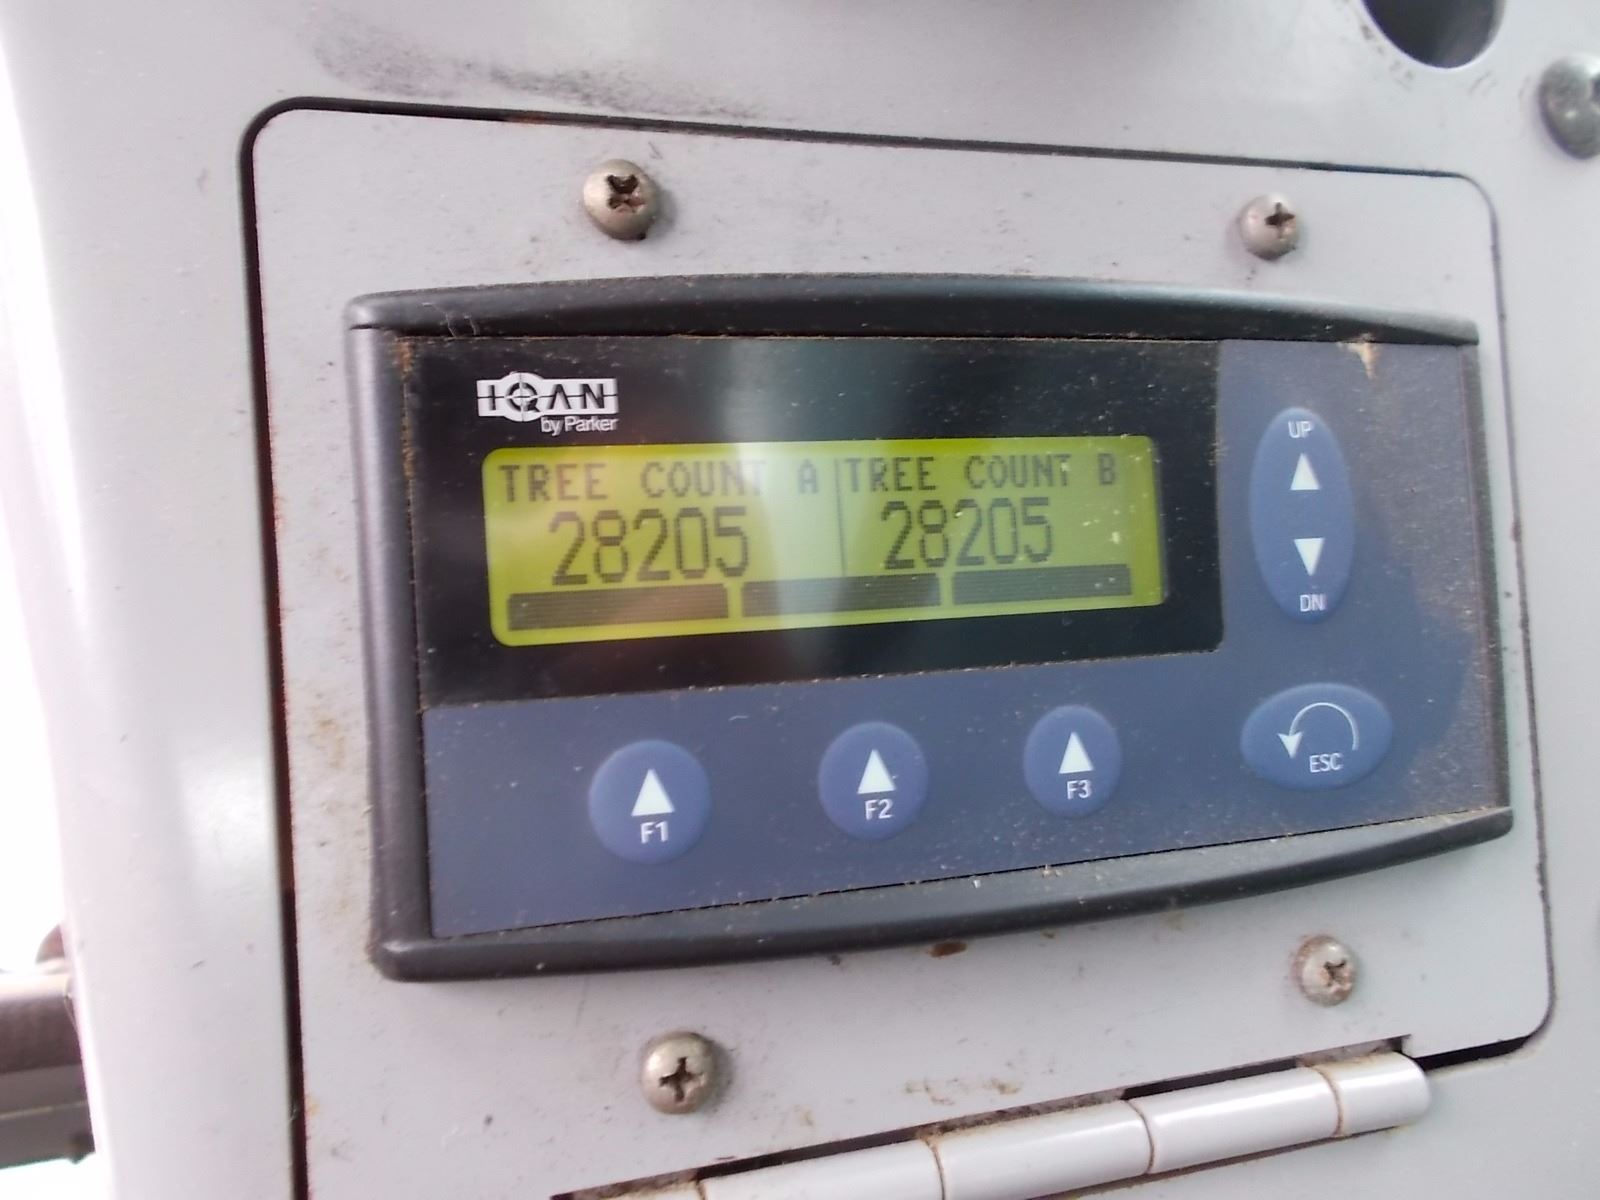 IQAN
by Parker
TREE COUNT A TREE COUNT B
28205 28205
UP
DN
ESC
F1 F2 F3